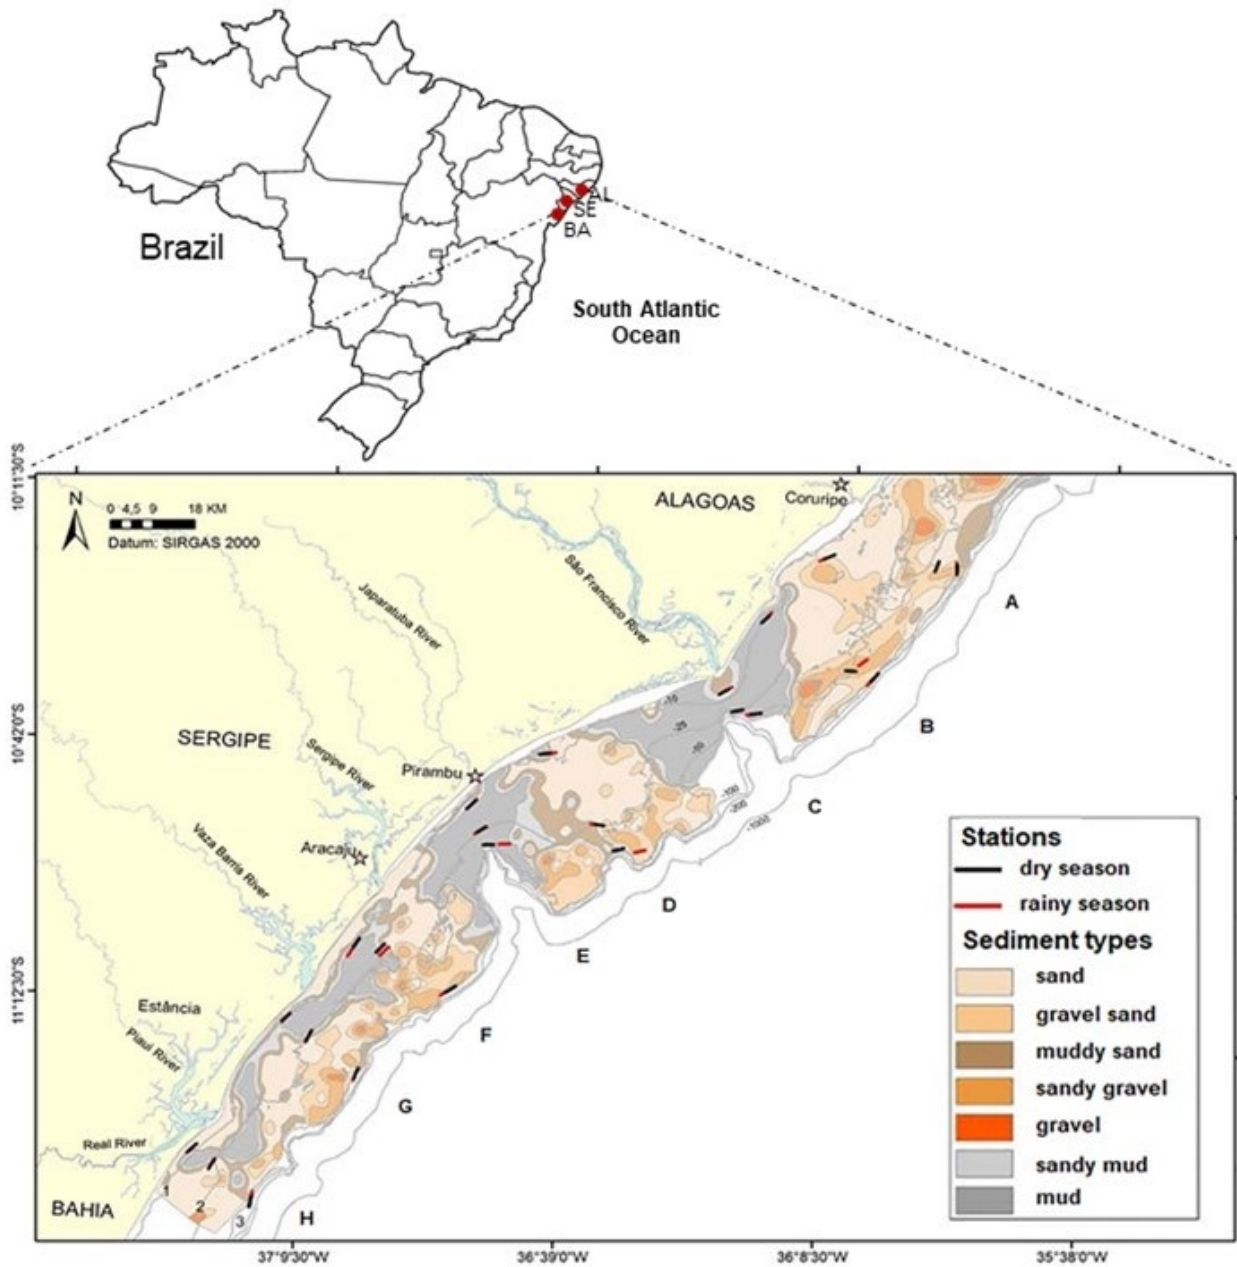 Brazil
AL
SE
BA
South Atlantic
Ocean
10°11'30"S
10°42'0"S
11°12'30"S
N
0 4,5 9 18 KM
Datum: SIRGAS 2000
ALAGOAS
Coruripe
São Francisco River
Japaratuba River
A
SERGIPE
Sergipe River
Pirambu
-10
-25
-50
B
-100
-200
-1000
C
Vaza Barris River
Aracaju
D
E
Estância
Piauí River
F
G
Real River
BAHIA
1
2
3
H
Stations
dry season
rainy season
Sediment types
sand
gravel sand
muddy sand
sandy gravel
gravel
sandy mud
mud
37°9'30"W
36°39'0"W
36°8'30"W
35°38'0"W